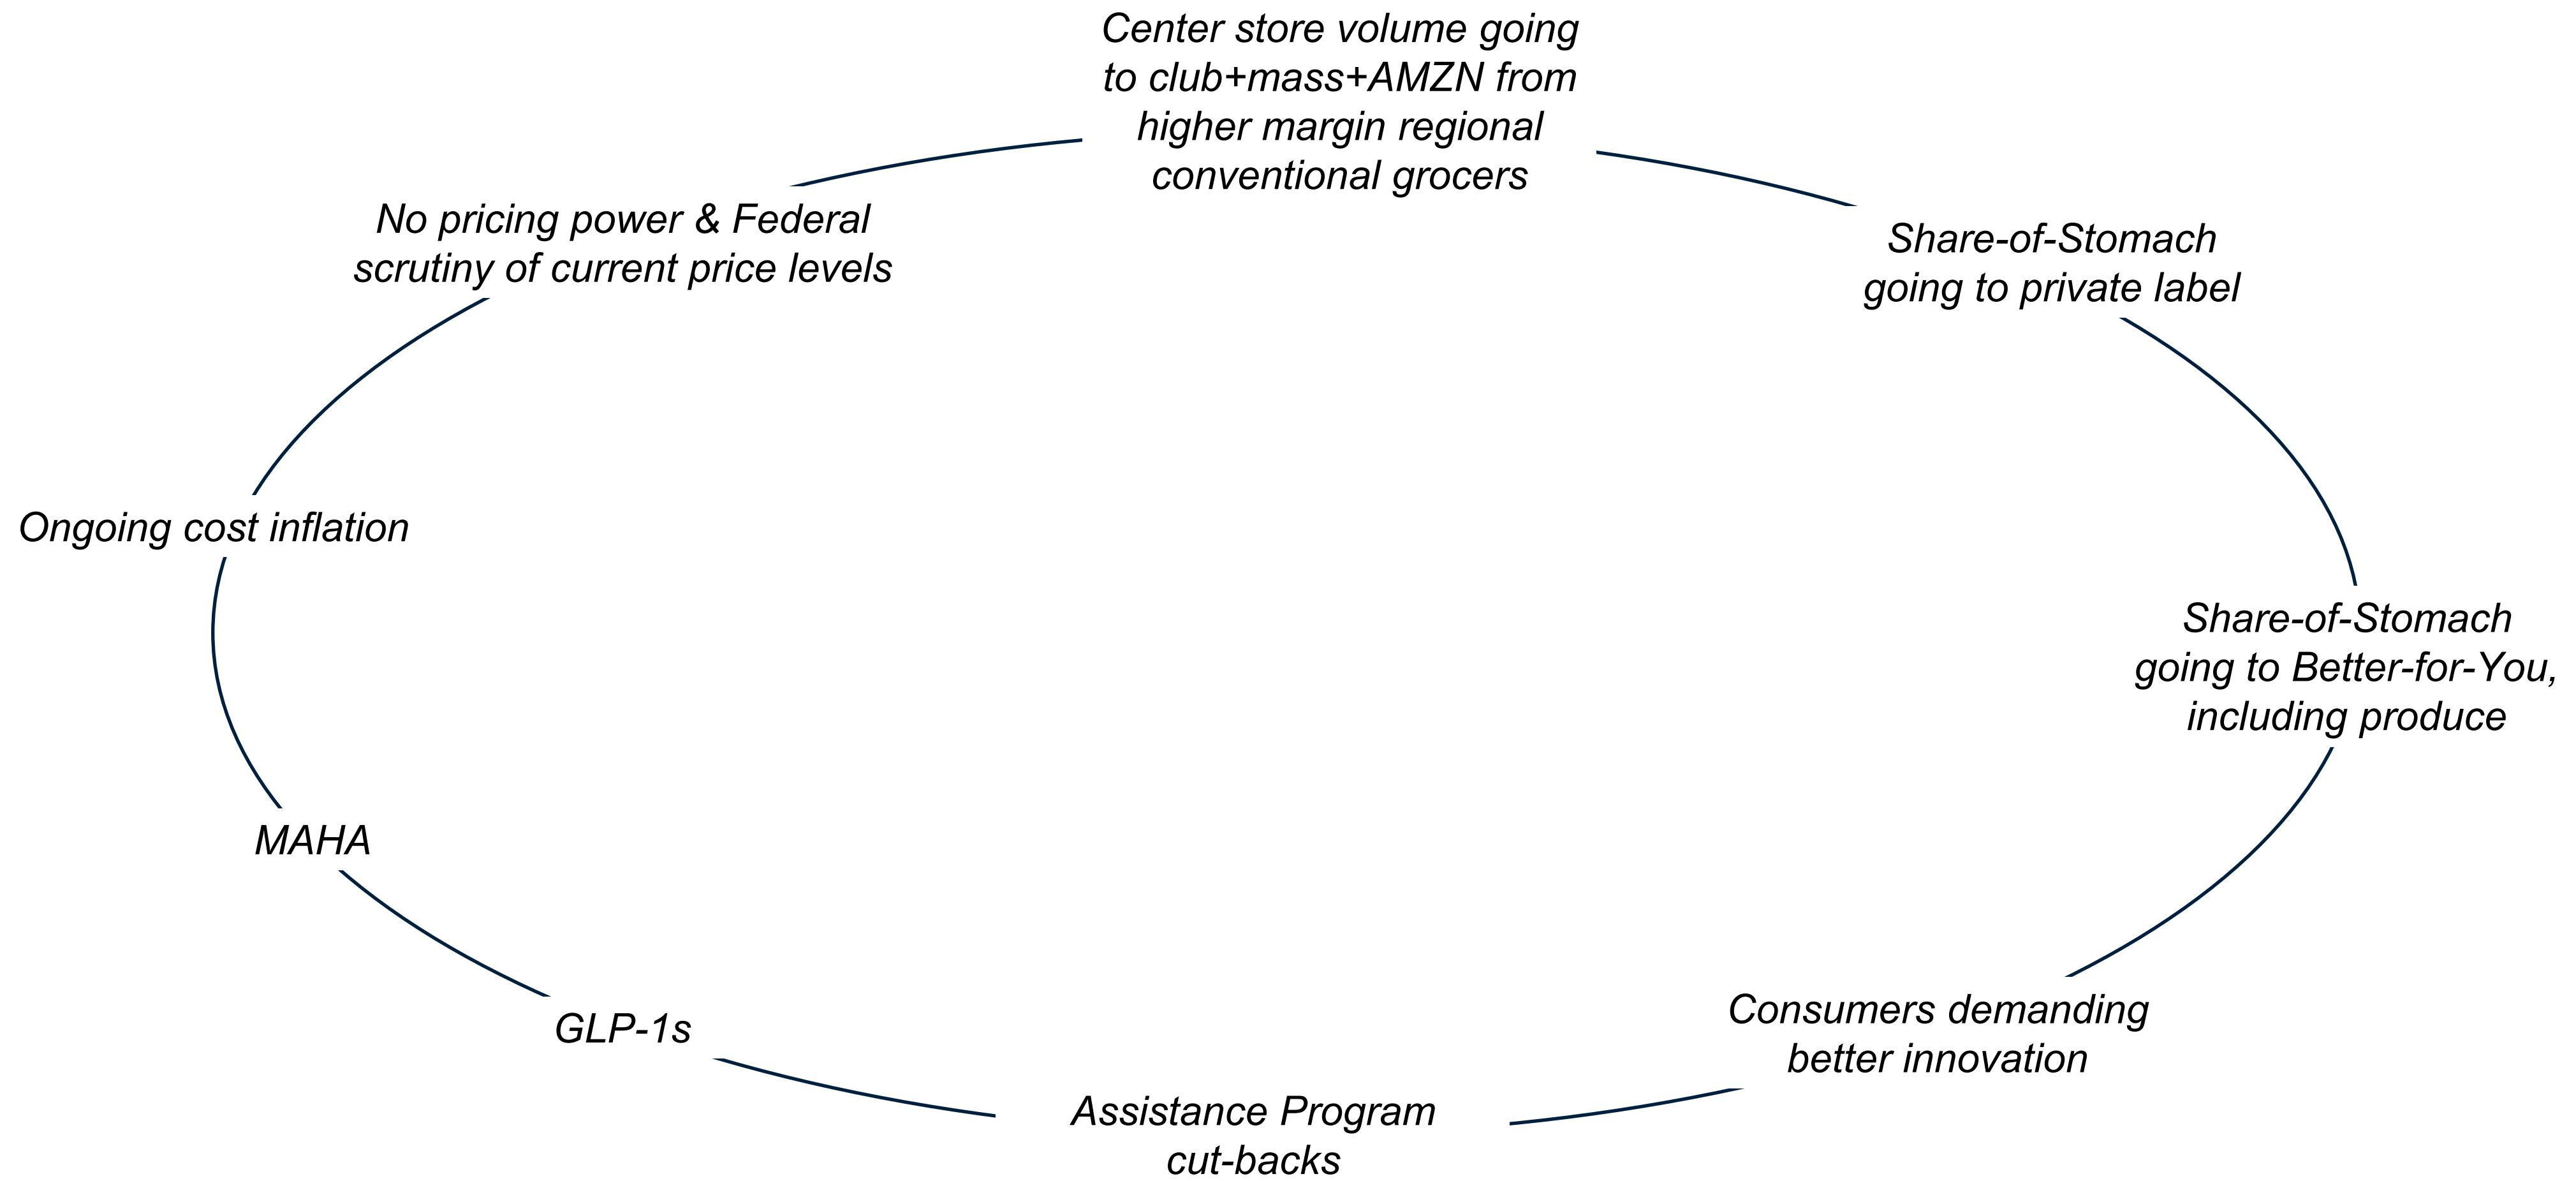 Center store volume going
to club+mass+AMZN from
higher margin regional
conventional grocers
No pricing power & Federal
scrutiny of current price levels
Share-of-Stomach
going to private label
Ongoing cost inflation
Share-of-Stomach
going to Better-for-You,
including produce
MAHA
GLP-1s
Consumers demanding
better innovation
Assistance Program
cut-backs